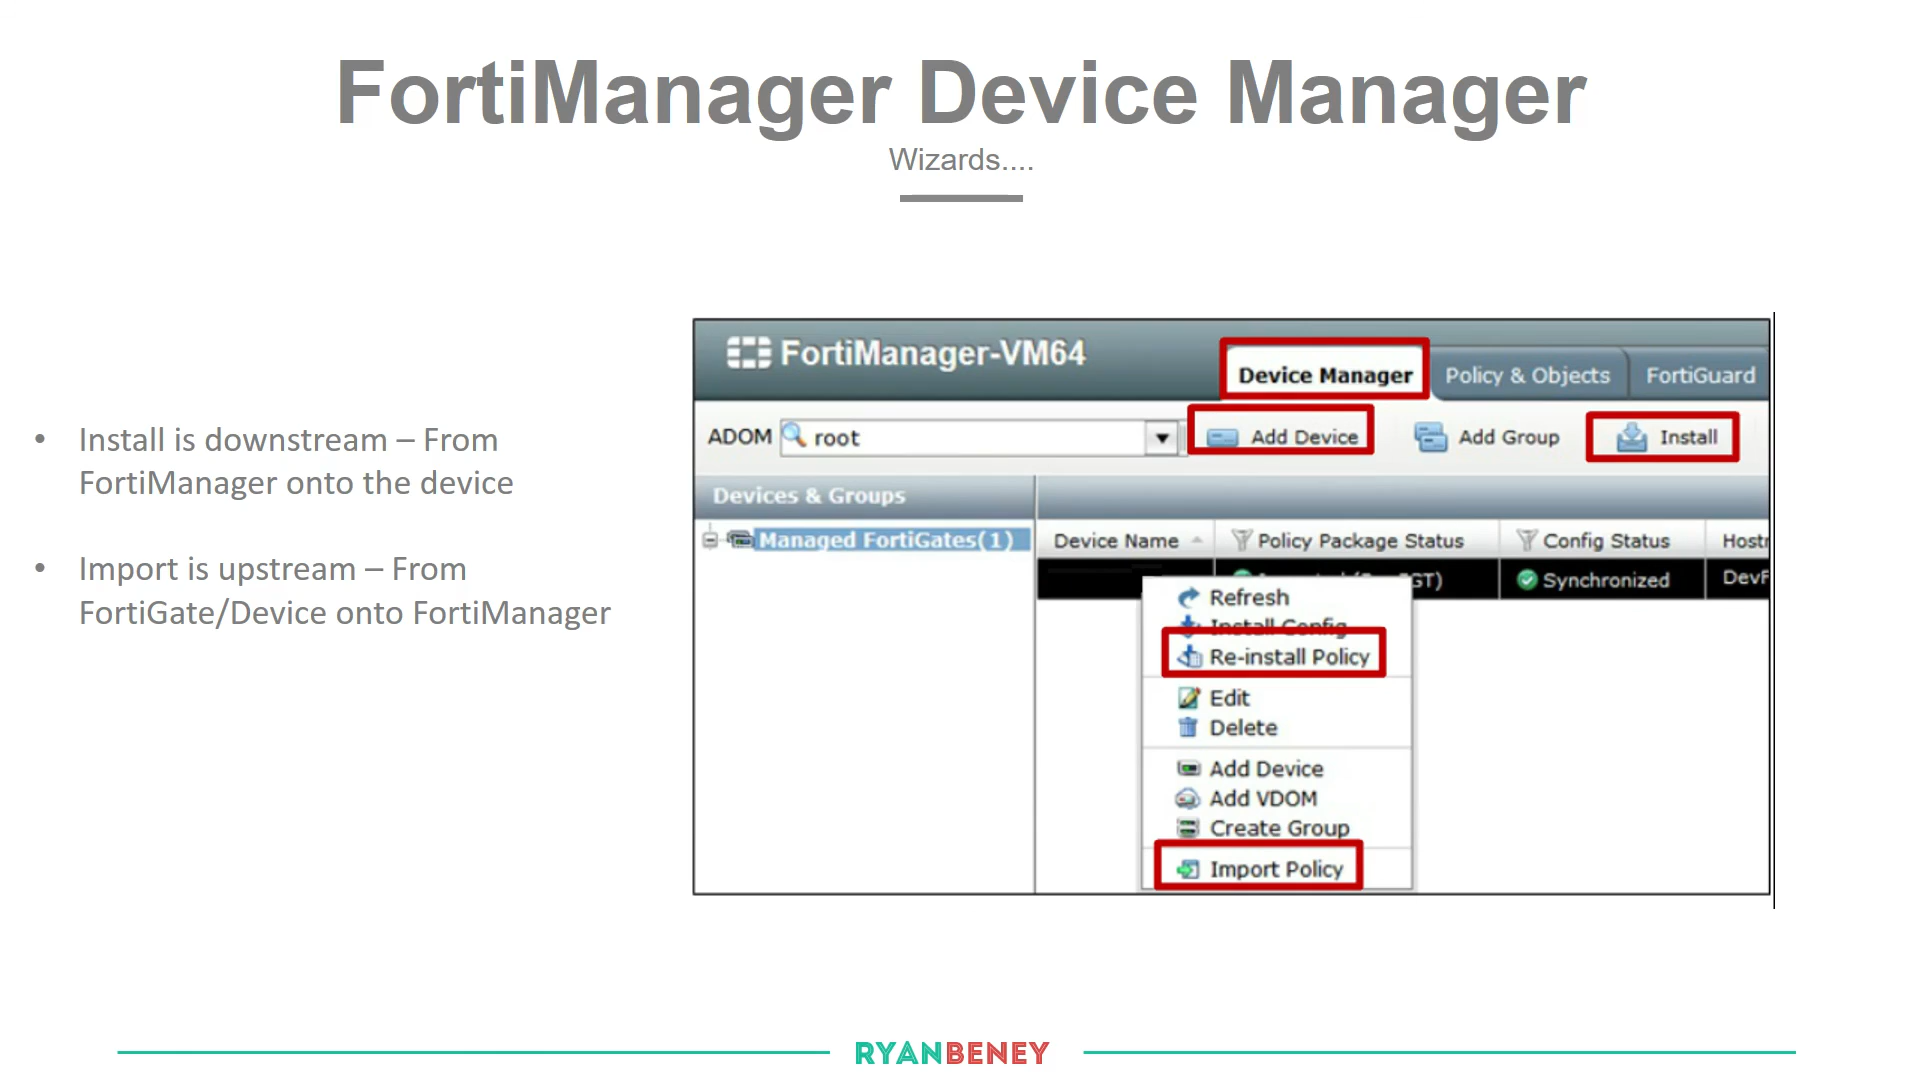 FortiManager Device Manager
Wizards....
• Install is downstream – From
FortiManager onto the device
• Import is upstream – From
FortiGate/Device onto FortiManager
FortiManager-VM64
Device Manager
Policy & Objects
FortiGuard
ADOM
root
Add Device
Add Group
Install
Devices & Groups
Managed FortiGates(1)
Device Name
Policy Package Status
Config Status
Synchronized
Refresh
Install Config
Re-install Policy
Edit
Delete
Add Device
Add VDOM
Create Group
Import Policy
RYANBENEY